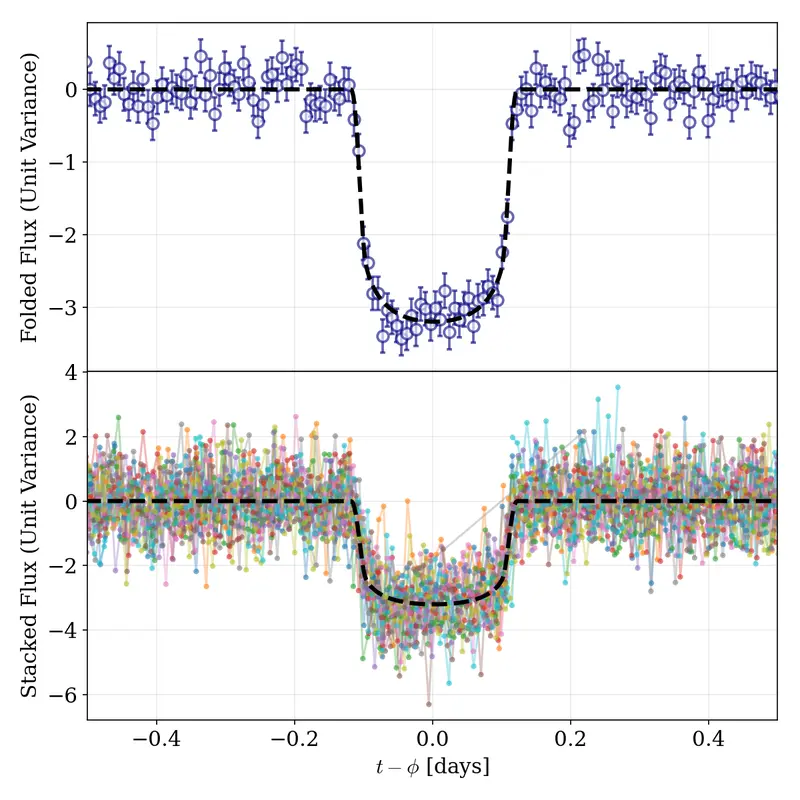 Folded Flux (Unit Variance)
0
−1
−2
−3
Stacked Flux (Unit Variance)
4
2
0
−2
−4
−6
−0.4 −0.2 0.0 0.2 0.4
t − ϕ [days]